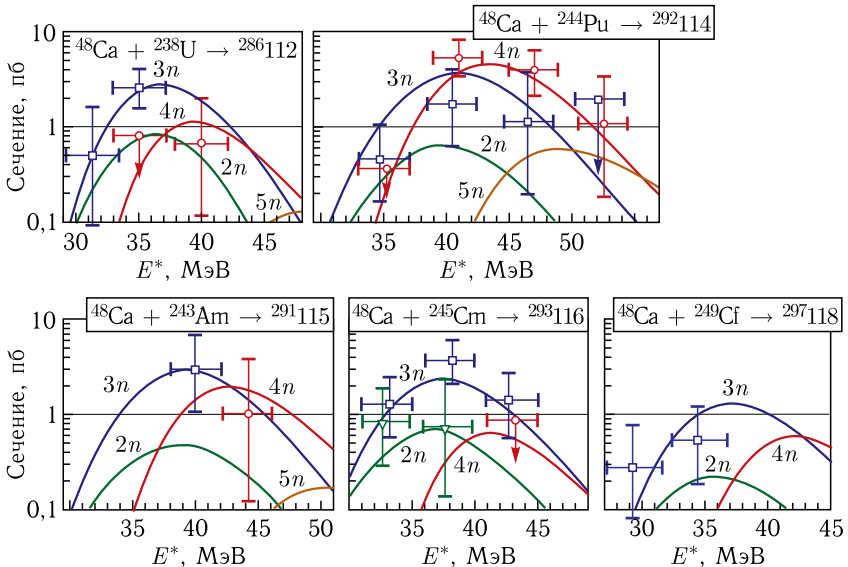 ⁴⁸Ca + ²³⁸U → ²⁸⁶112
⁴⁸Ca + ²⁴⁴Pu → ²⁹²114
Сечение, пб
10
1
0,1
3n
4n
2n
5n
30 35 40 45
E*, МэВ
3n
4n
2n
5n
35 40 45 50
E*, МэВ
⁴⁸Ca + ²⁴³Am → ²⁹¹115
⁴⁸Ca + ²⁴⁵Cm → ²⁹³116
⁴⁸Ca + ²⁴⁹Cf → ²⁹⁷118
Сечение, пб
10
1
0,1
3n
4n
2n
5n
35 40 45 50
E*, МэВ
3n
2n
4n
35 40 45
E*, МэВ
3n
2n
4n
30 35 40 45
E*, МэВ